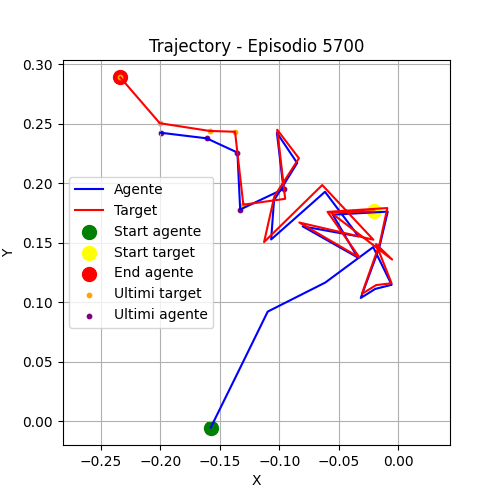 Trajectory - Episodio 5700
0.30
0.25
0.20
0.15
0.10
0.05
0.00
Y
Agente
Target
Start agente
Start target
End agente
Ultimi target
Ultimi agente
−0.25 −0.20 −0.15 −0.10 −0.05 0.00
X